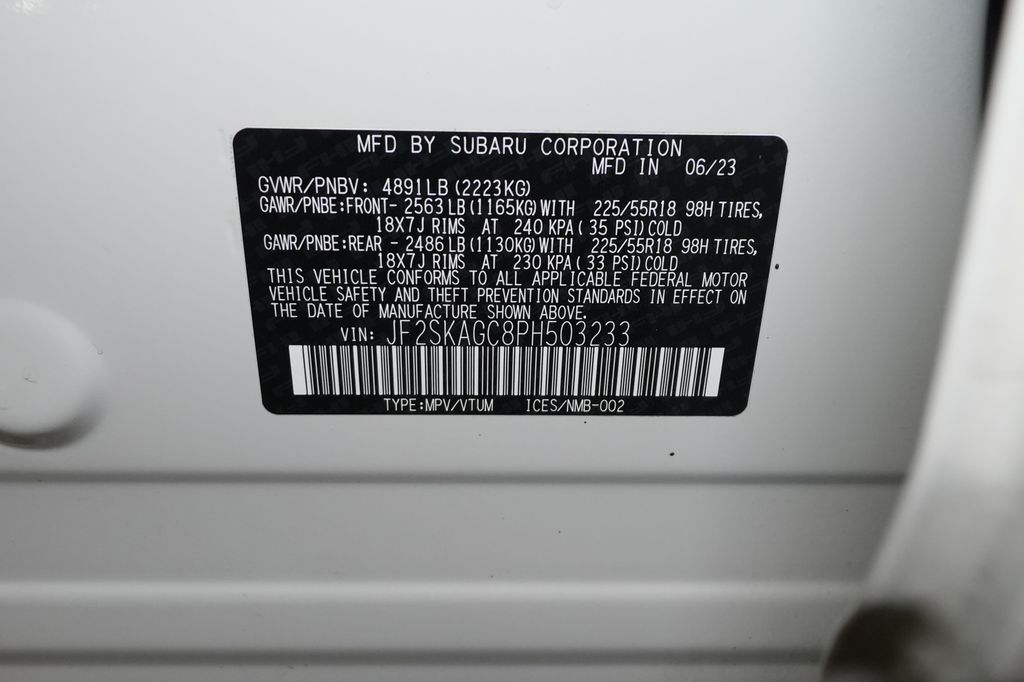 MFD BY SUBARU CORPORATION
MFD IN 06/23
GVWR/PNBV: 4891LB (2223KG)
GAWR/PNBE:FRONT- 2563LB (1165KG)WITH 225/55R18 98H TIRES,
18X7J RIMS AT 240 KPA ( 35 PSI)COLD
GAWR/PNBE:REAR - 2486LB (1130KG)WITH 225/55R18 98H TIRES,
18X7J RIMS AT 230 KPA ( 33 PSI)COLD
THIS VEHICLE CONFORMS TO ALL APPLICABLE FEDERAL MOTOR
VEHICLE SAFETY AND THEFT PREVENTION STANDARDS IN EFFECT ON
THE DATE OF MANUFACTURE SHOWN ABOVE.
VIN: JF2SKAGC8PH503233
TYPE:MPV/VTUM ICES/NMB-002